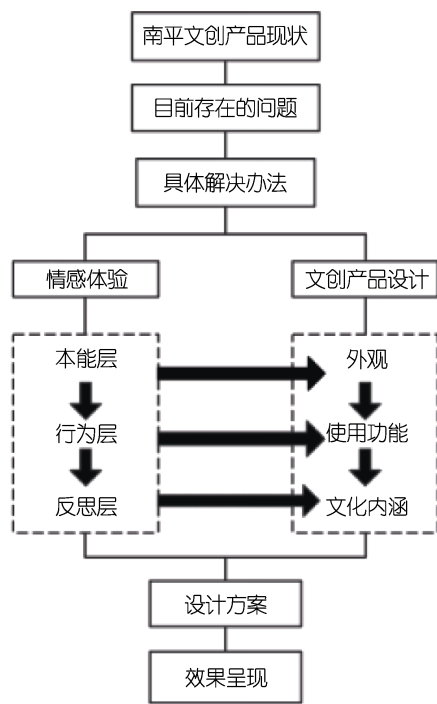 南平文创产品现状
目前存在的问题
具体解决办法
情感体验
文创产品设计
本能层
外观
行为层
使用功能
反思层
文化内涵
设计方案
效果呈现